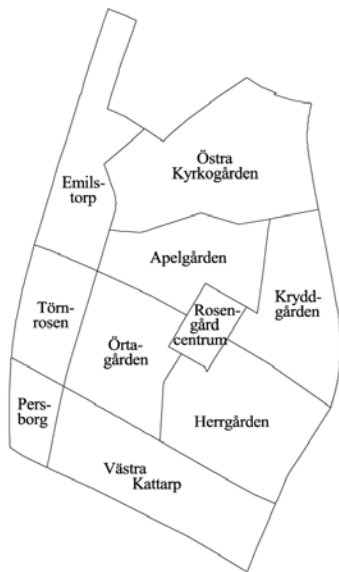 Östra
Kyrkogården
Emils-
torp
Apelgården
Törn-
rosen
Rosen-
gård
centrum
Krydd-
gården
Örta-
gården
Pers-
borg
Herrgården
Västra
Kattarp